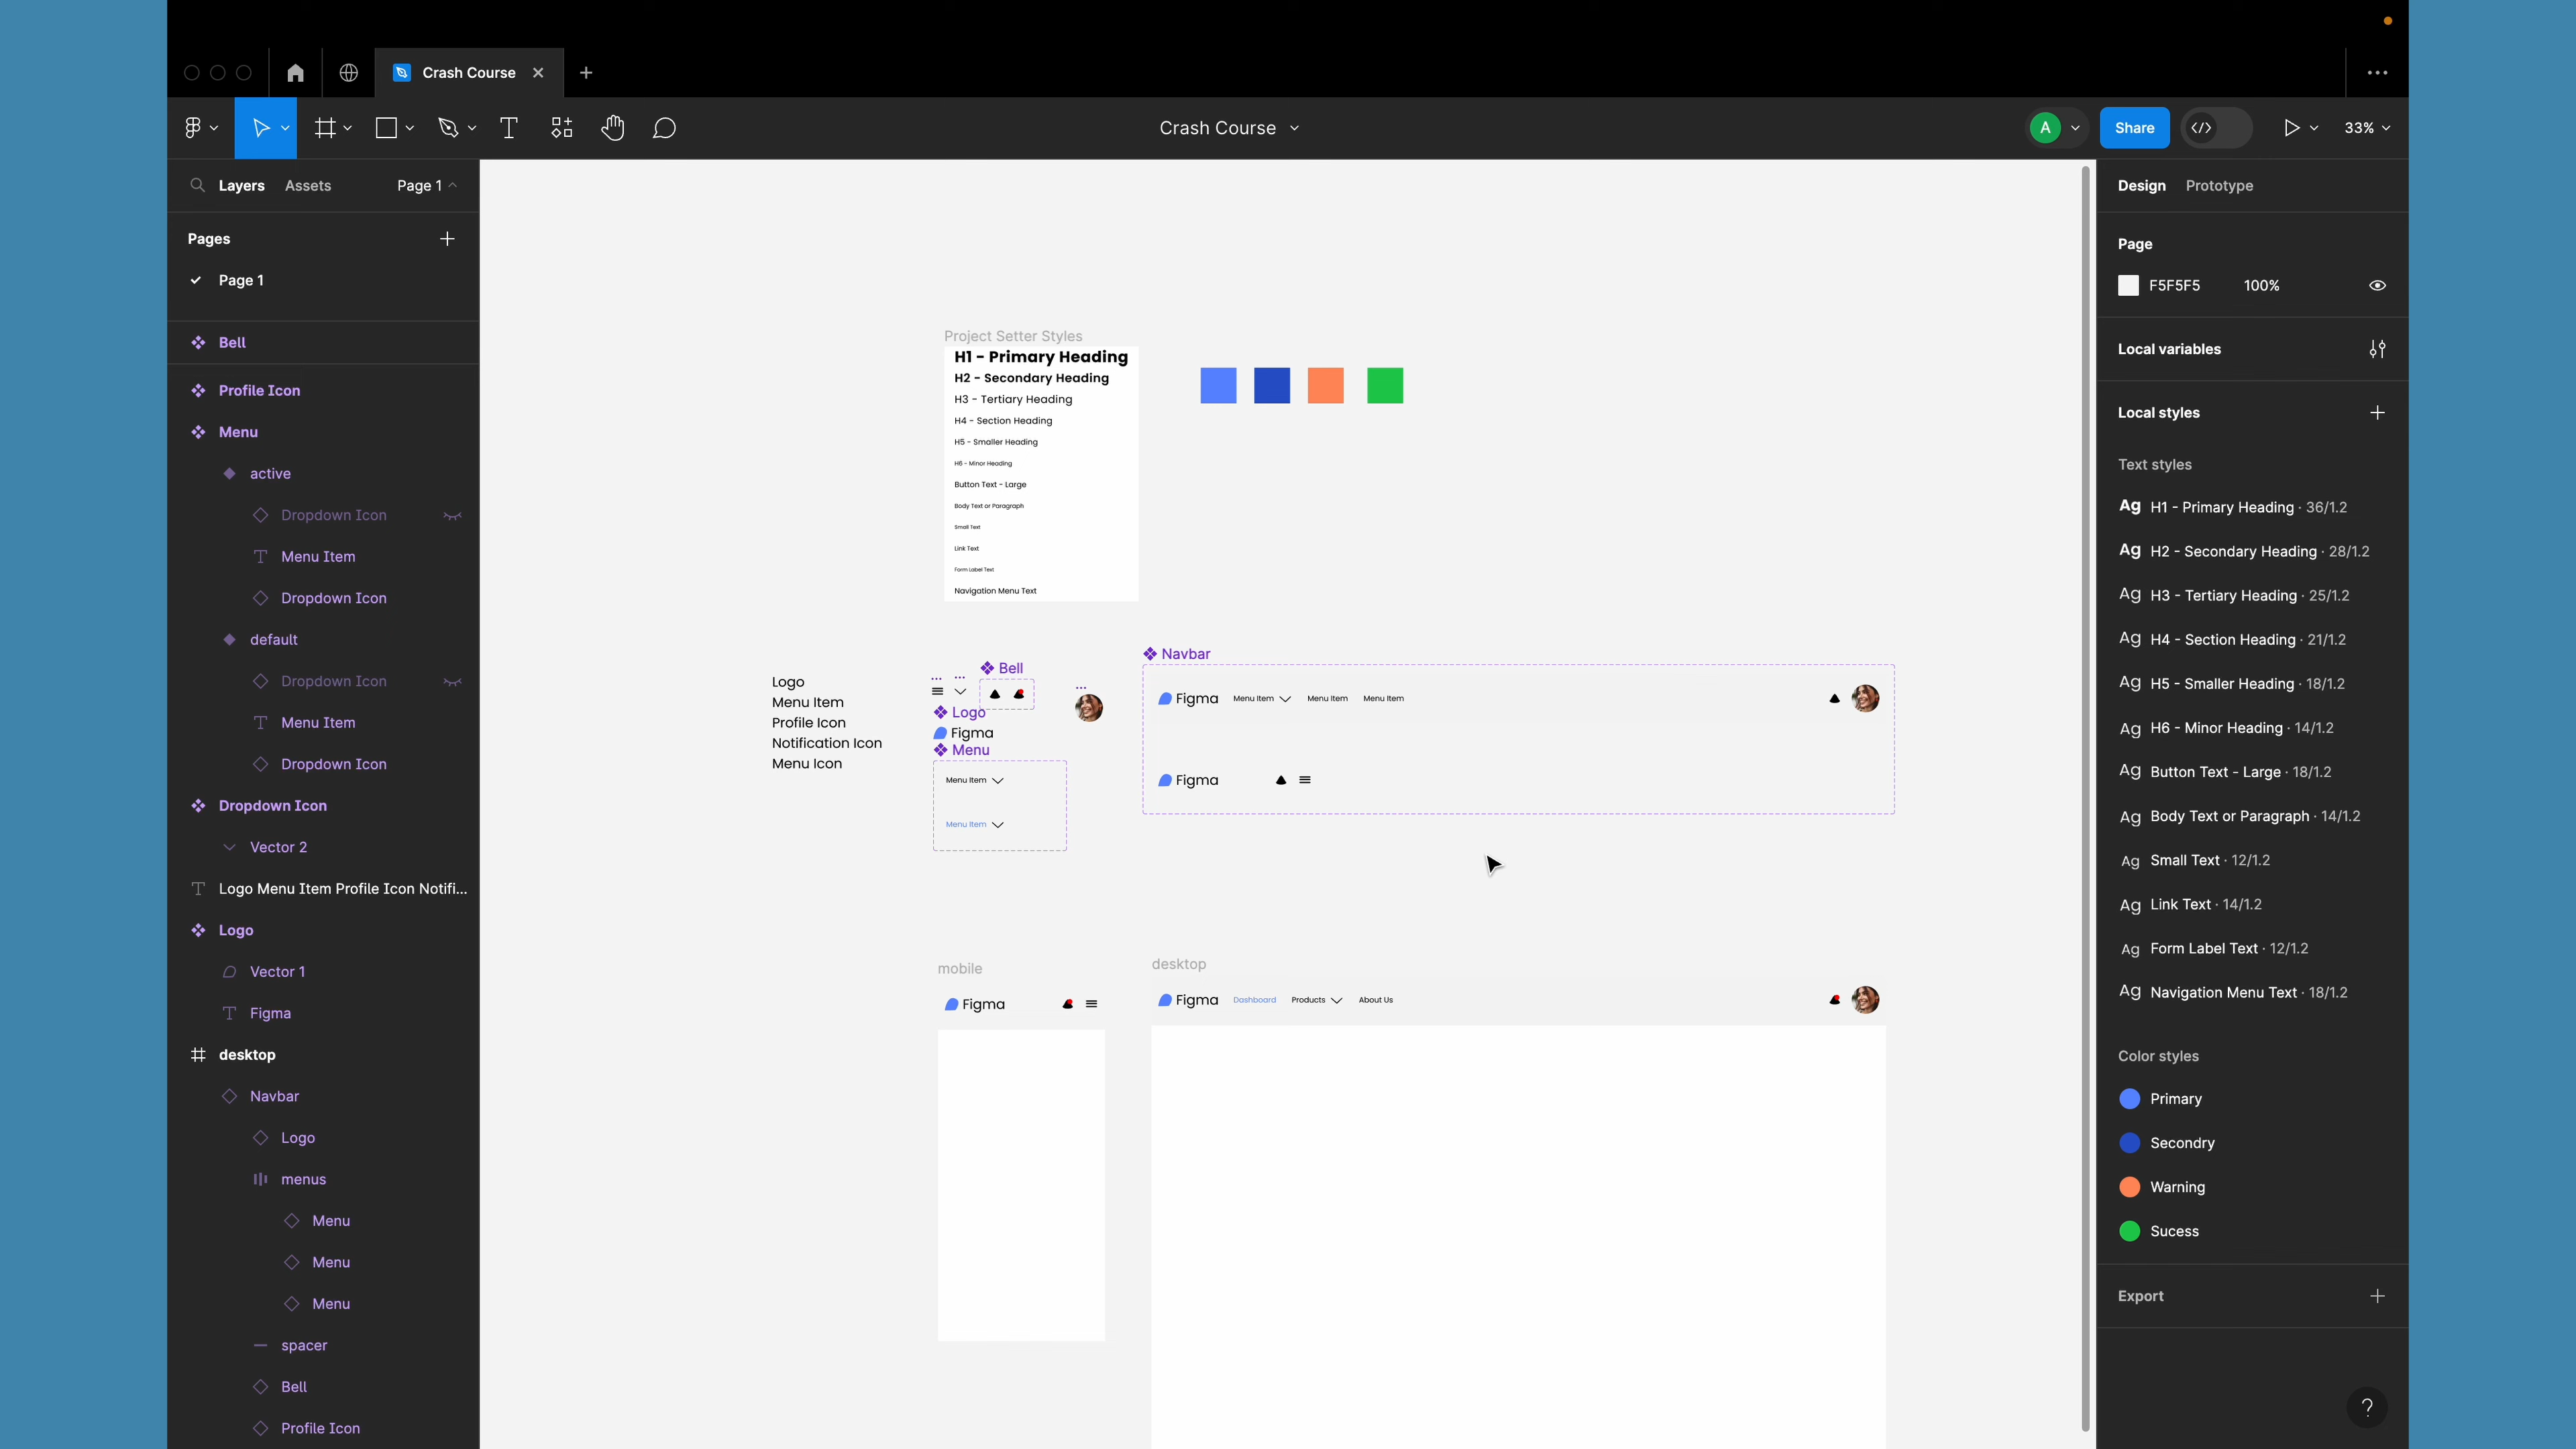 Crash Course
Crash Course
A
Share
33%
Layers
Assets
Page 1
Pages
Page 1
Bell
Profile Icon
Menu
active
Dropdown Icon
Menu Item
Dropdown Icon
default
Dropdown Icon
Menu Item
Dropdown Icon
Dropdown Icon
Vector 2
Logo Menu Item Profile Icon Notifi...
Logo
Vector 1
Figma
desktop
Navbar
Logo
menus
Menu
Menu
Menu
spacer
Bell
Profile Icon
Project Setter Styles
H1 - Primary Heading
H2 - Secondary Heading
H3 - Tertiary Heading
H4 - Section Heading
H5 - Smaller Heading
H6 - Minor Heading
Button Text - Large
Body Text or Paragraph
Small Text
Link Text
Form Label Text
Navigation Menu Text
Logo
Menu Item
Profile Icon
Notification Icon
Menu Icon
Bell
Logo
Figma
Menu
Menu Item
Menu Item
Navbar
Figma Menu Item Menu Item Menu Item
Figma
mobile
Figma
desktop
Figma Dashboard Products About Us
Design
Prototype
Page
F5F5F5 100%
Local variables
Local styles
Text styles
Ag H1 - Primary Heading · 36/1.2
Ag H2 - Secondary Heading · 28/1.2
Ag H3 - Tertiary Heading · 25/1.2
Ag H4 - Section Heading · 21/1.2
Ag H5 - Smaller Heading · 18/1.2
Ag H6 - Minor Heading · 14/1.2
Ag Button Text - Large · 18/1.2
Ag Body Text or Paragraph · 14/1.2
Ag Small Text · 12/1.2
Ag Link Text · 14/1.2
Ag Form Label Text · 12/1.2
Ag Navigation Menu Text · 18/1.2
Color styles
Primary
Secondry
Warning
Sucess
Export
?